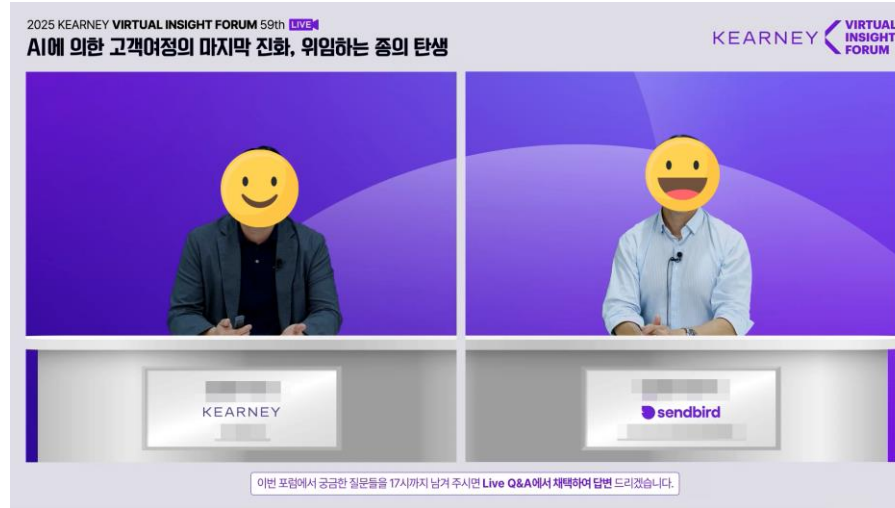 2025 KEARNEY VIRTUAL INSIGHT FORUM 59th LIVE
AI에 의한 고객여정의 마지막 진화, 위임하는 종의 탄생
KEARNEY
VIRTUAL
INSIGHT
FORUM
KEARNEY
sendbird
이번 포럼에서 궁금한 질문들을 17시까지 남겨 주시면 Live Q&A에서 채택하여 답변 드리겠습니다.